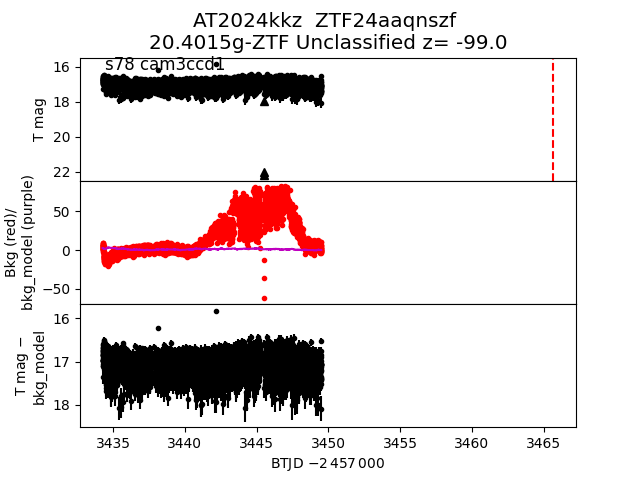 AT2024kkz  ZTF24aaqnszf
20.4015g-ZTF Unclassified z= -99.0
s78 cam3ccd1
16
18
20
22
T mag
50
0
−50
Bkg (red)/
bkg_model (purple)
16
17
18
T mag −
bkg_model
3435 3440 3445 3450 3455 3460 3465
BTJD −2 457 000